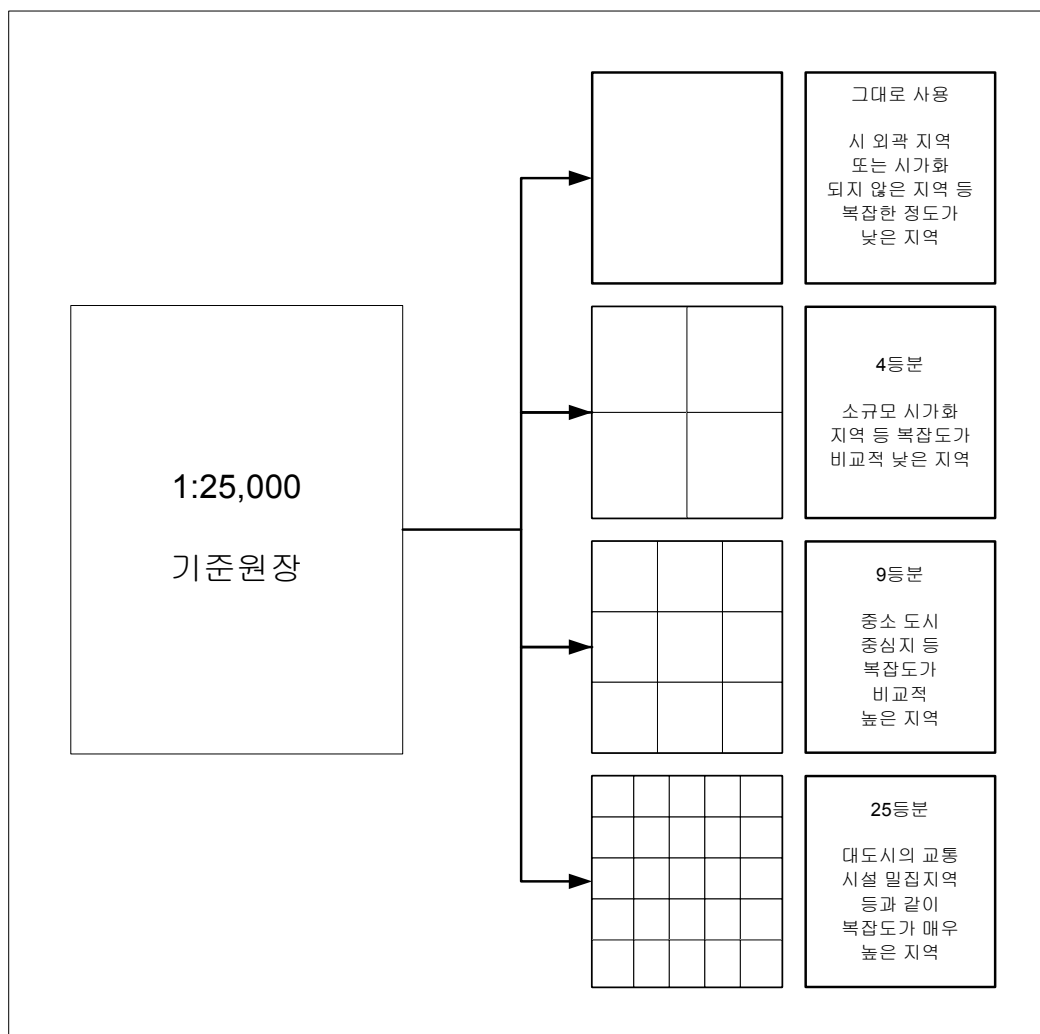 1:25,000
기준원장
그대로 사용
시 외곽 지역
또는 시가화
되지 않은 지역 등
복잡한 정도가
낮은 지역
4등분
소규모 시가화
지역 등 복잡도가
비교적 낮은 지역
9등분
중소 도시
중심지 등
복잡도가
비교적
높은 지역
25등분
대도시의 교통
시설 밀집지역
등과 같이
복잡도가 매우
높은 지역